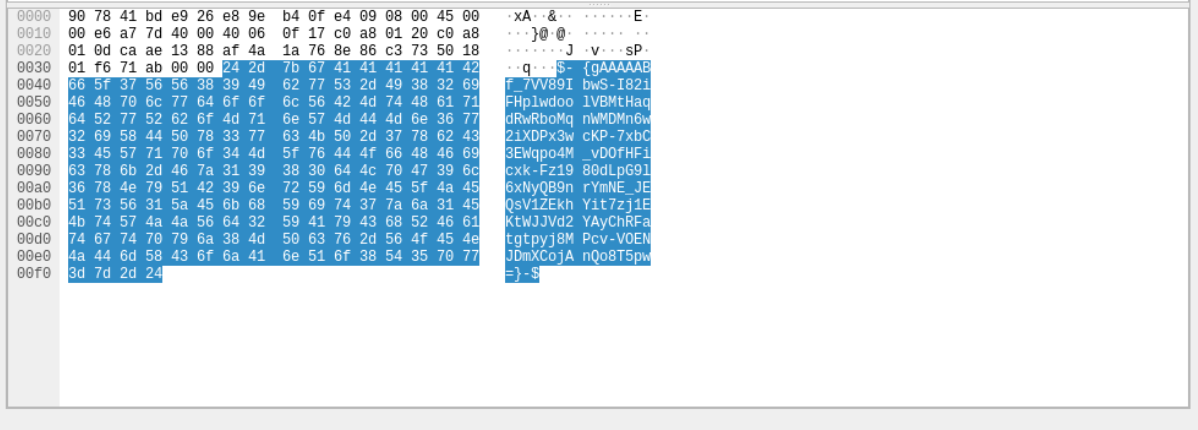 0000 90 78 41 bd e9 26 e8 9e b4 0f e4 09 08 00 45 00 ·xA··&·· ······E·
0010 00 e6 a7 7d 40 00 40 06 0f 17 c0 a8 01 20 c0 a8 ···}@·@· ····· ··
0020 01 0d ca ae 13 88 af 4a 1a 76 8e 86 c3 73 50 18 ·······J ·v···sP·
0030 01 f6 71 ab 00 00 24 2d 7b 67 41 41 41 41 41 42 ··q···$- {gAAAAAB
0040 66 5f 37 56 56 38 39 49 62 77 53 2d 49 38 32 69 f_7VV89I bwS-I82i
0050 46 48 70 6c 77 64 6f 6f 6c 56 42 4d 74 48 61 71 FHplwdoo lVBMtHaq
0060 64 52 77 52 62 6f 4d 71 6e 57 4d 44 4d 6e 36 77 dRwRboMq nWMDMn6w
0070 32 69 58 44 50 78 33 77 63 4b 50 2d 37 78 62 43 2iXDPx3w cKP-7xbC
0080 33 45 57 71 70 6f 34 4d 5f 76 44 4f 66 48 46 69 3EWqpo4M _vDOfHFi
0090 63 78 6b 2d 46 7a 31 39 38 30 64 4c 70 47 39 6c cxk-Fz19 80dLpG9l
00a0 36 78 4e 79 51 42 39 6e 72 59 6d 4e 45 5f 4a 45 6xNyQB9n rYmNE_JE
00b0 51 73 56 31 5a 45 6b 68 59 69 74 37 7a 6a 31 45 QsV1ZEkh Yit7zj1E
00c0 4b 74 57 4a 4a 56 64 32 59 41 79 43 68 52 46 61 KtWJJVd2 YAyChRFa
00d0 74 67 74 70 79 6a 38 4d 50 63 76 2d 56 4f 45 4e tgtpyj8M Pcv-VOEN
00e0 4a 44 6d 58 43 6f 6a 41 6e 51 6f 38 54 35 70 77 JDmXCojA nQo8T5pw
00f0 3d 7d 2d 24 =}-$